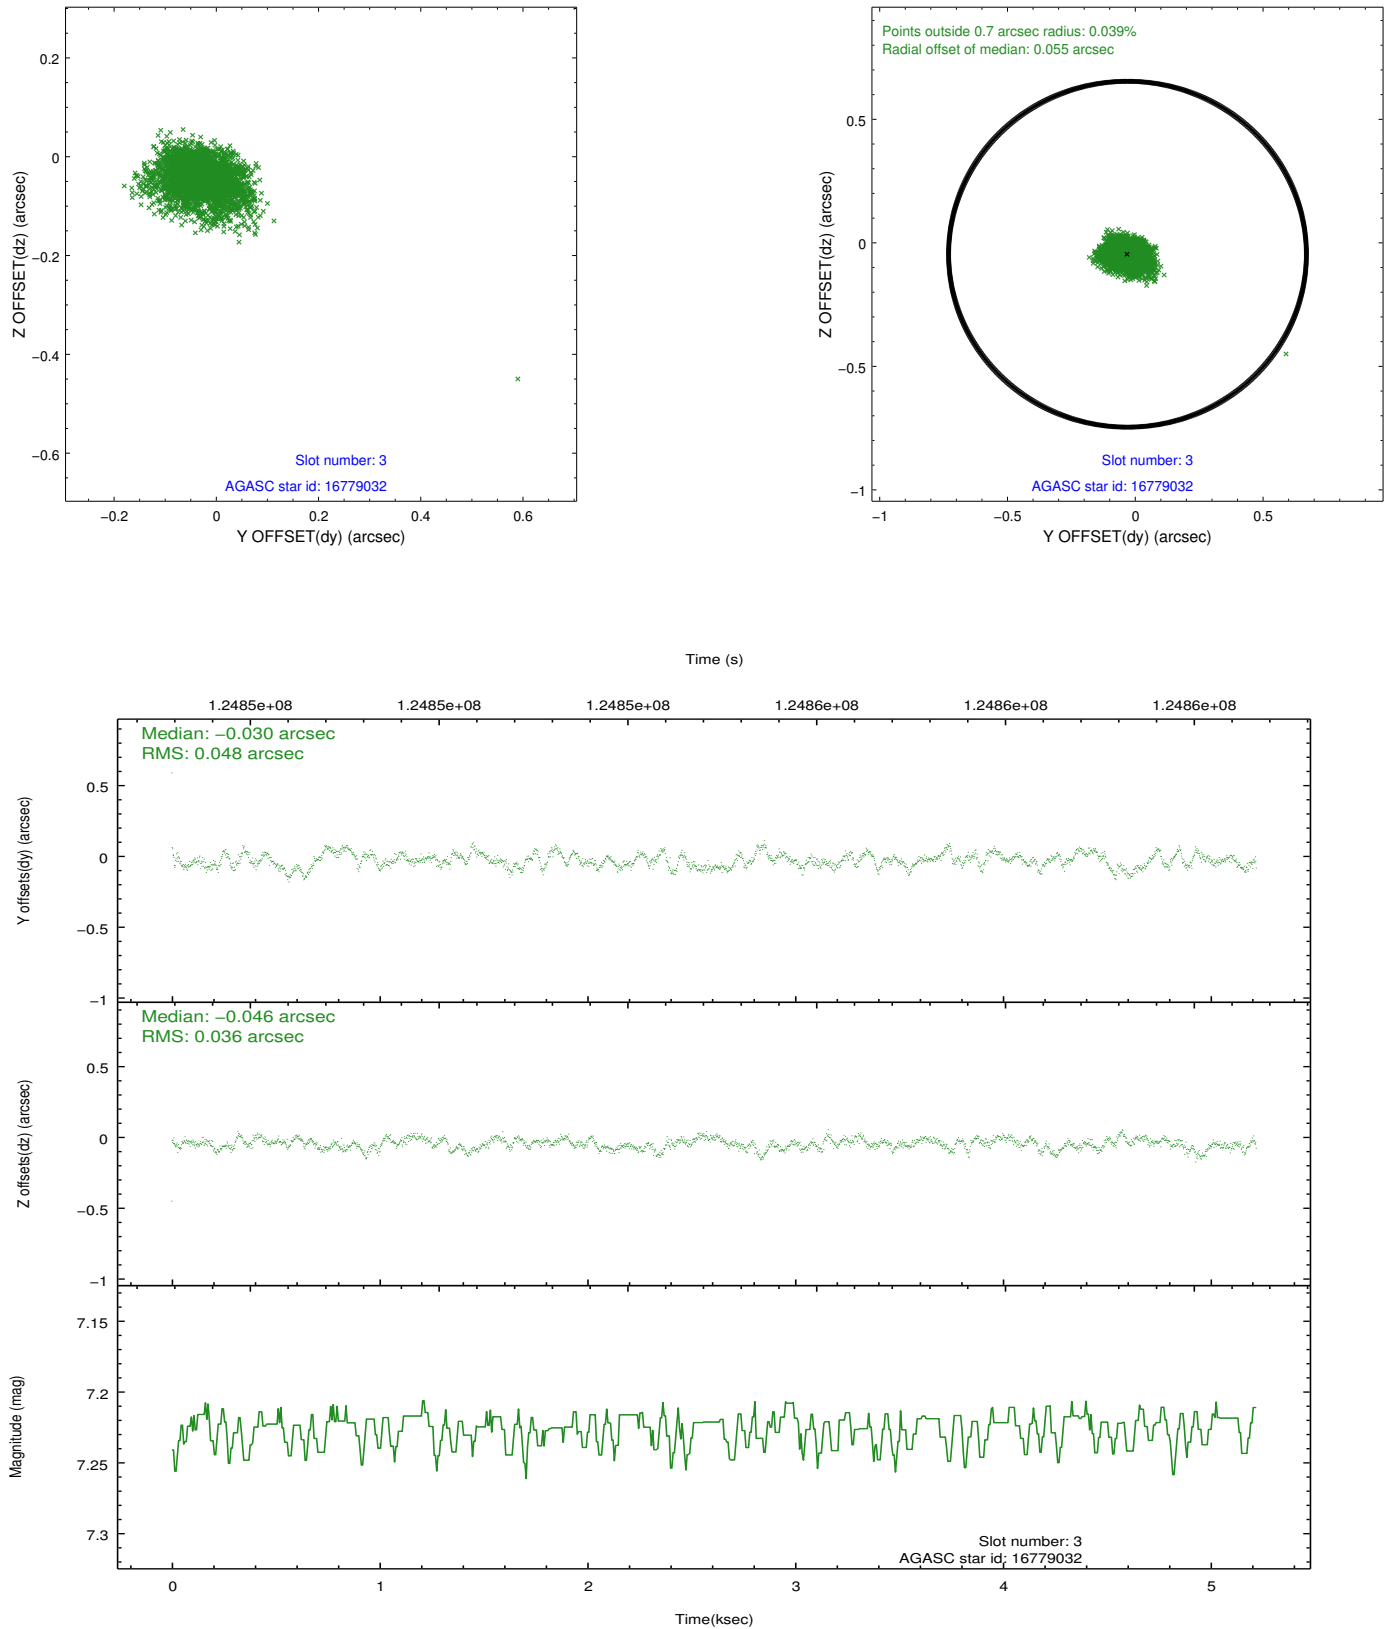 0.2
0
−0.2
−0.4
−0.6
Z OFFSET(dz) (arcsec)
Slot number: 3
AGASC star id: 16779032
−0.2
0
0.2
0.4
0.6
Y OFFSET(dy) (arcsec)
Points outside 0.7 arcsec radius: 0.039%
Radial offset of median: 0.055 arcsec
0.5
0
−0.5
−1
Z OFFSET(dz) (arcsec)
Slot number: 3
AGASC star id: 16779032
−1
−0.5
0
0.5
Y OFFSET(dy) (arcsec)
Time (s)
1.2485e+08
1.2485e+08
1.2485e+08
1.2486e+08
1.2486e+08
1.2486e+08
Median: −0.030 arcsec
RMS: 0.048 arcsec
0.5
0
−0.5
−1
Y offsets(dy) (arcsec)
Median: −0.046 arcsec
RMS: 0.036 arcsec
0.5
0
−0.5
−1
Z offsets(dz) (arcsec)
7.15
7.2
7.25
7.3
Magnitude (mag)
Slot number: 3
AGASC star id: 16779032
0
1
2
3
4
5
Time(ksec)